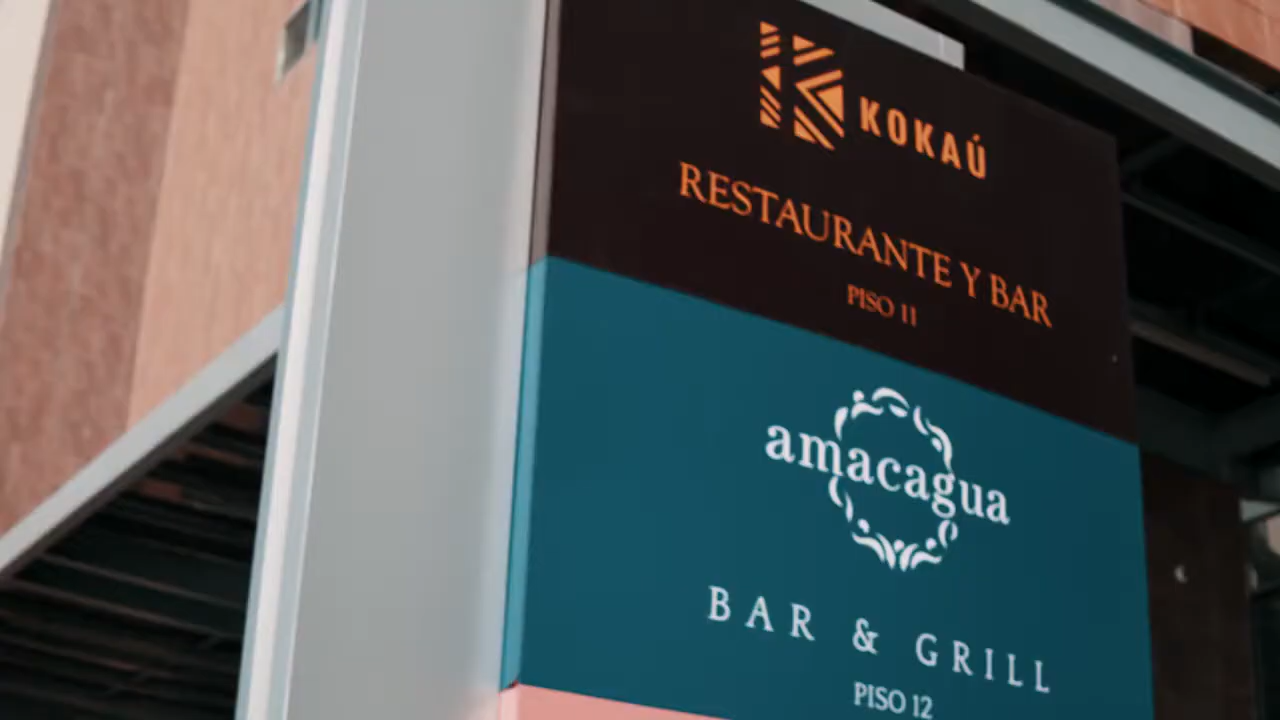 KOKAÚ
RESTAURANTE Y BAR
PISO 11
amacagua
BAR & GRILL
PISO 12